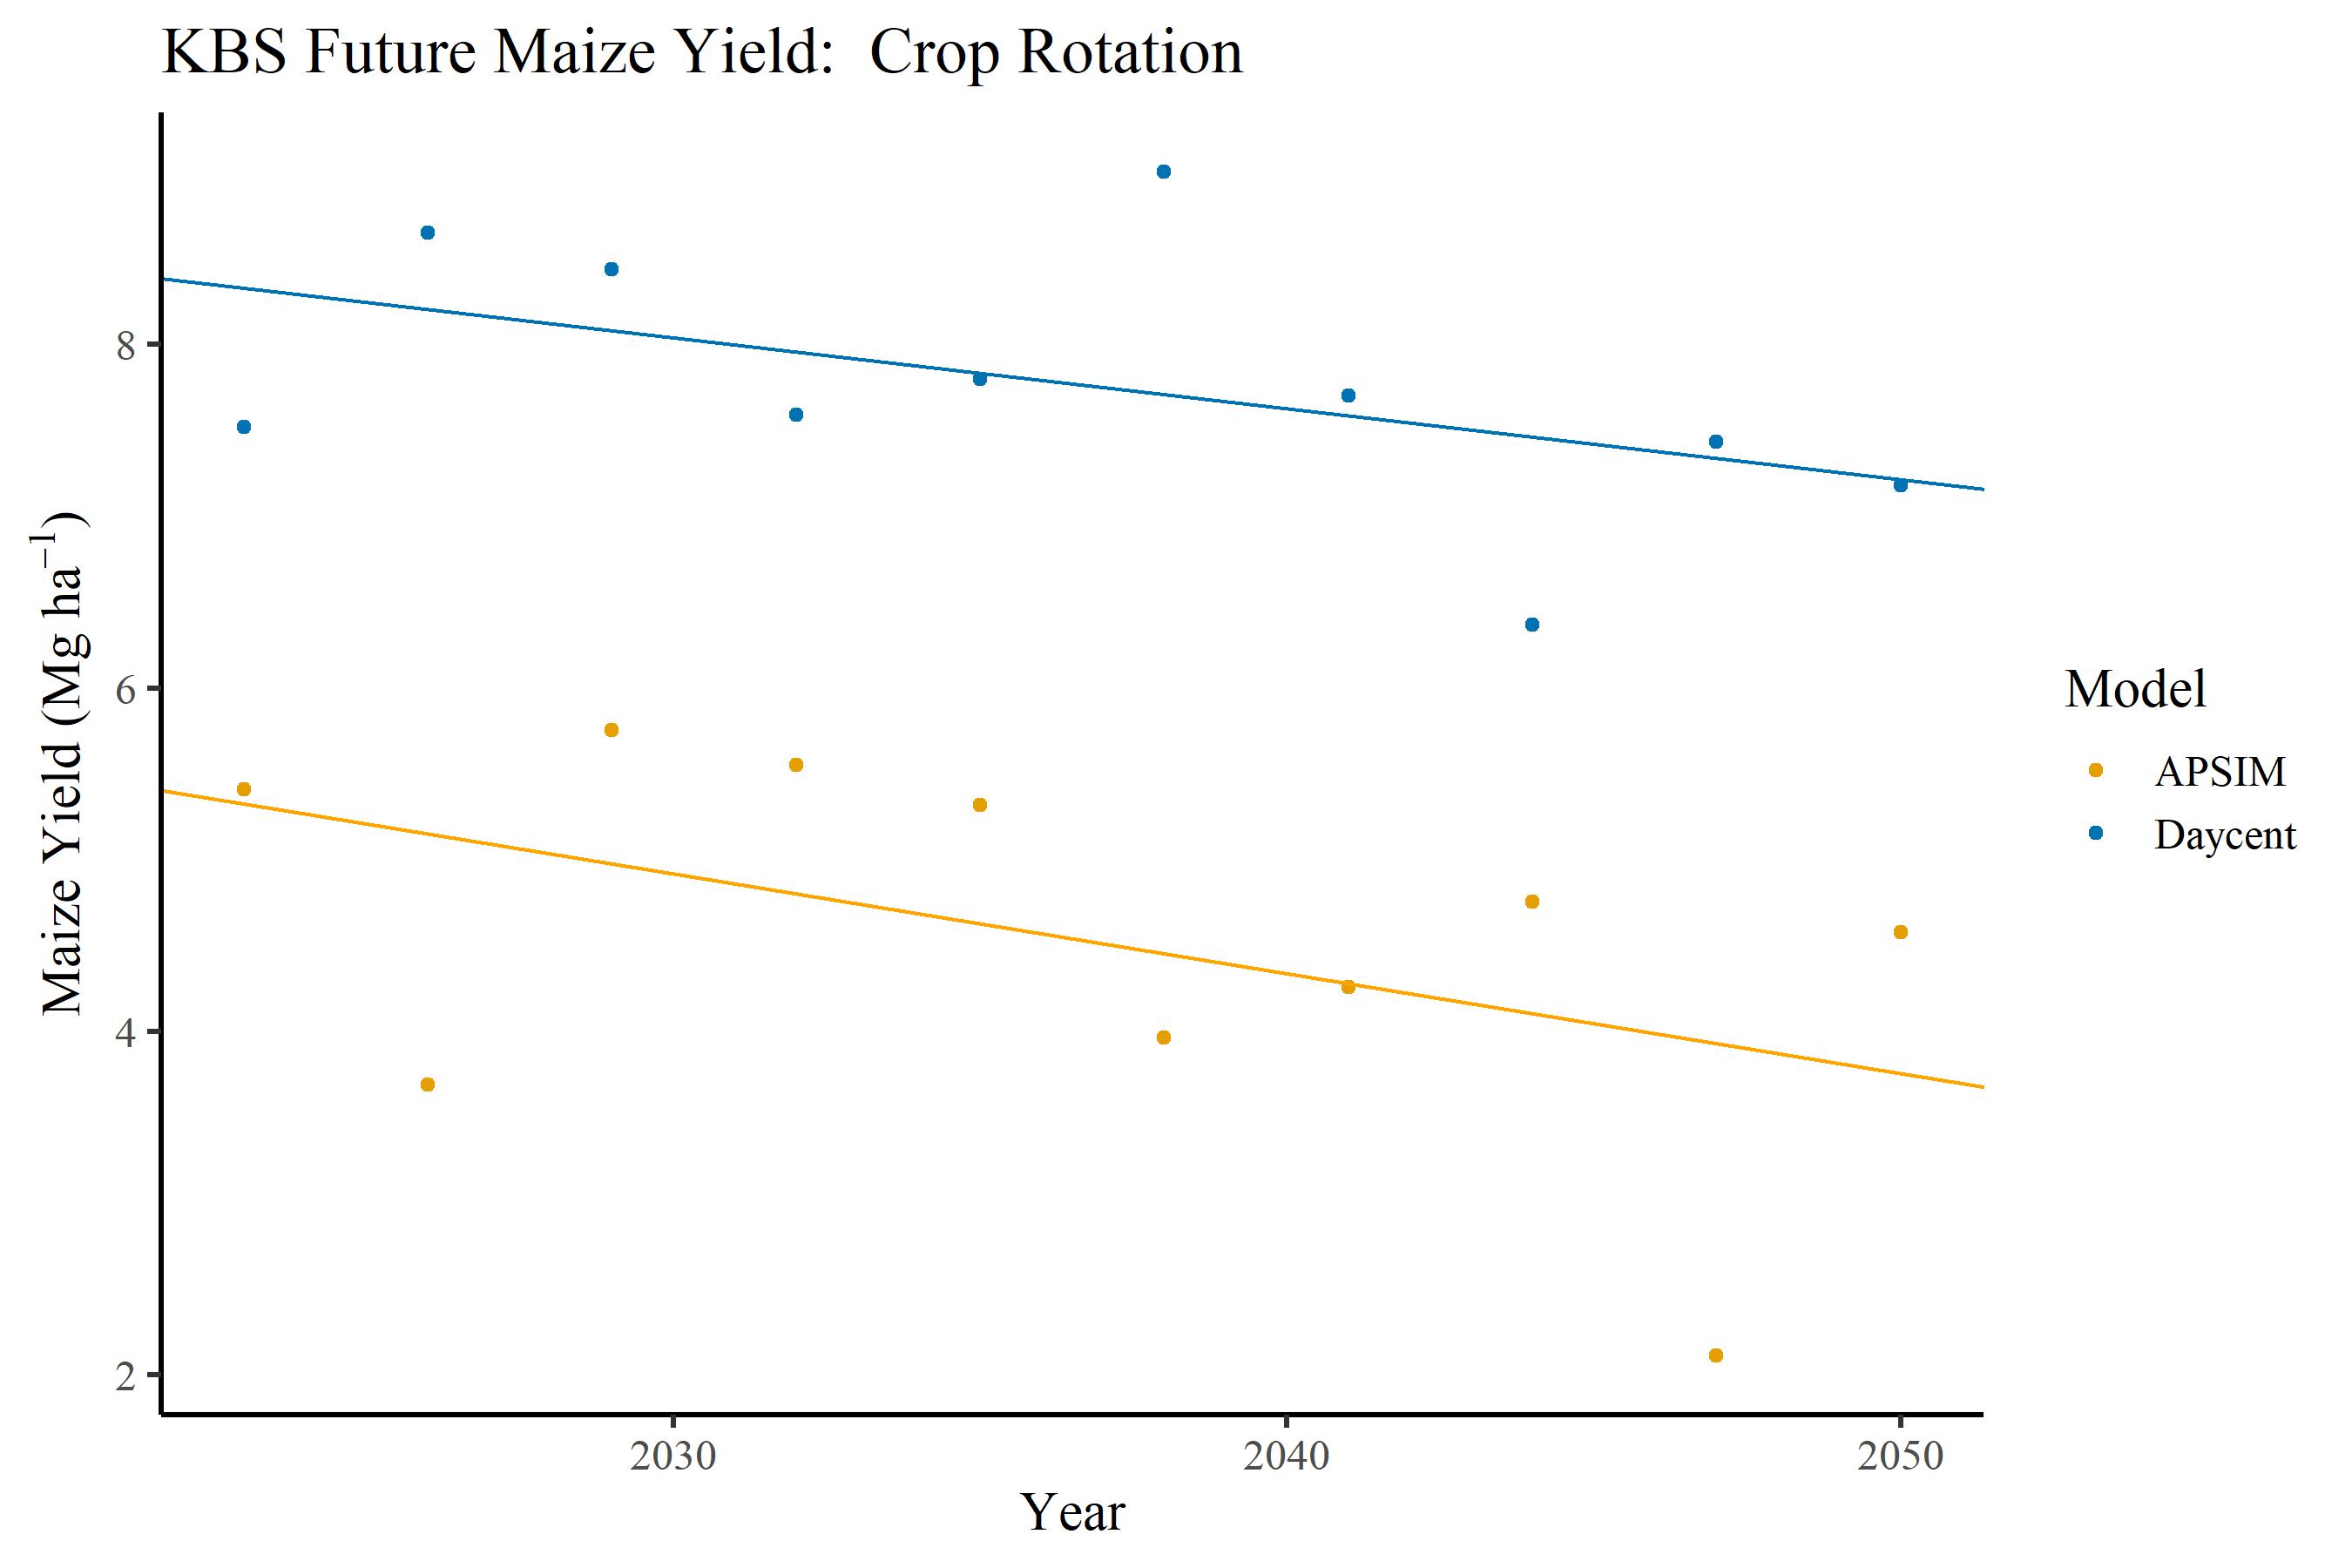 KBS Future Maize Yield:  Crop Rotation
Maize Yield (Mg ha⁻¹)
8
6
4
2
2030
2040
2050
Year
Model
APSIM
Daycent